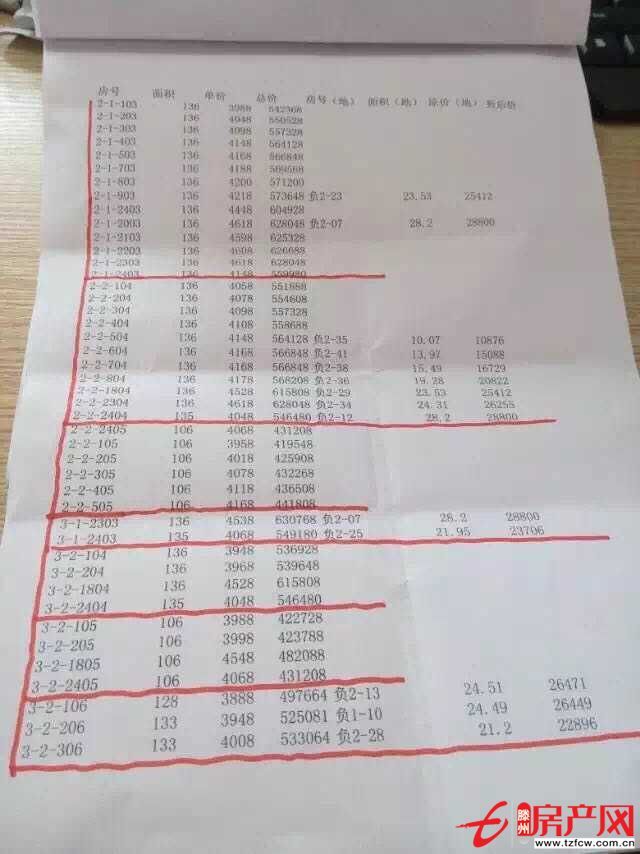 房号 面积 单价 总价 房号（地） 面积（地） 原价（地）
2-1-103 136 3988 542368
2-1-203 136 4048 550528
2-1-303 136 4098 557328
2-1-403 136 4148 564128
2-1-503 136 4168 566848
2-1-703 136 4188 569568
2-1-803 136 4200 571200
2-1-903 136 4218 573648 负2-23 23.53 25412
2-1-2403 136 4448 604928
2-1-2003 136 4618 628048 负2-07 28.2 28800
2-1-2103 136 4598 625328
2-1-2203 136 4608 626688
2-1-2303 136 4618 628048
2-1-2403 136 4148 559980
2-2-104 136 4058 551888
2-2-204 136 4078 554608
2-2-304 136 4098 557328
2-2-404 136 4108 558688
2-2-504 136 4148 564128 负2-35 10.07 10876
2-2-604 136 4168 566848 负2-41 13.97 15088
2-2-704 136 4168 566848 负2-38 15.49 16729
2-2-804 136 4178 568208 负2-36 19.28 20822
2-2-1804 136 4528 615808 负2-29 23.53 25412
2-2-2304 136 4618 628048 负2-34 24.31 26255
2-2-2404 135 4048 546480 负2-12 28.2 28800
2-2-2405 106 4068 431208
2-2-105 106 3958 419548
2-2-205 106 4018 425908
2-2-305 106 4078 432268
2-2-405 106 4118 436508
2-2-505 106 4168 441808
3-1-2303 136 4538 630768 负2-07 28.2 28800
3-1-2403 135 4068 549180 负2-25 21.95 23706
3-2-104 136 3948 536928
3-2-204 136 3968 539648
3-2-1804 136 4528 615808
3-2-2404 135 4048 546480
3-2-105 106 3988 422728
3-2-205 106 3998 423788
3-2-1805 106 4548 482088
3-2-2405 106 4068 431208
3-2-106 128 3888 497664 负2-13 24.51 26471
3-2-206 133 3948 525081 负1-10 24.49 26449
3-2-306 133 4008 533064 负2-28 21.2 22896
滕州 房产网
www.tzfcw.com.cn